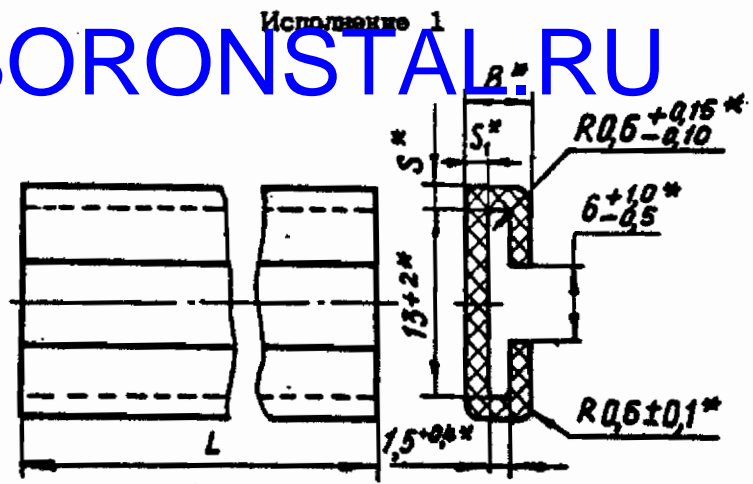 Исполнение 1
BORONSTAL.RU
B*
S*
S₁*
R0,6 +0,15* -0,10
6 +1,0* -0,5
13+2*
R0,6±0,1*
L
1,5+0,4*